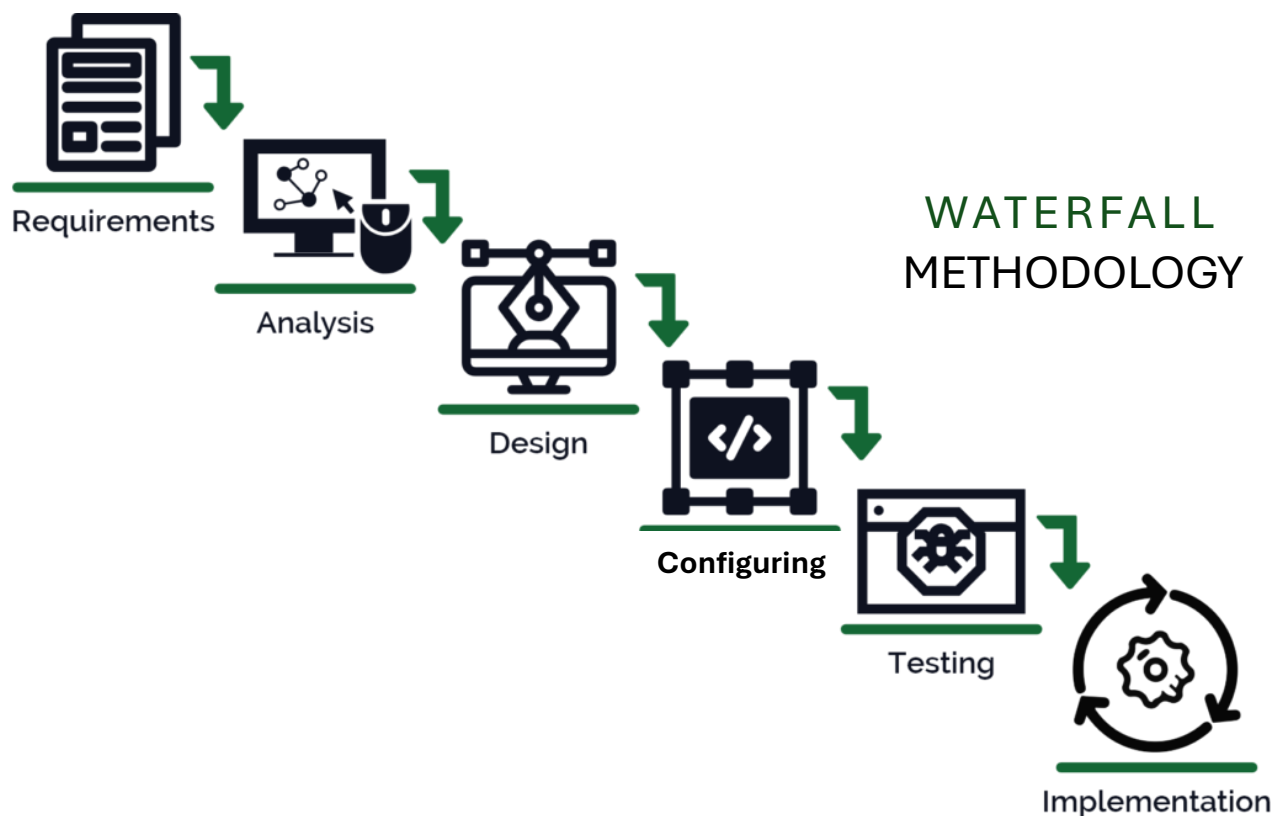 Requirements
Analysis
WATERFALL
METHODOLOGY
Design
</>
Configuring
Testing
Implementation